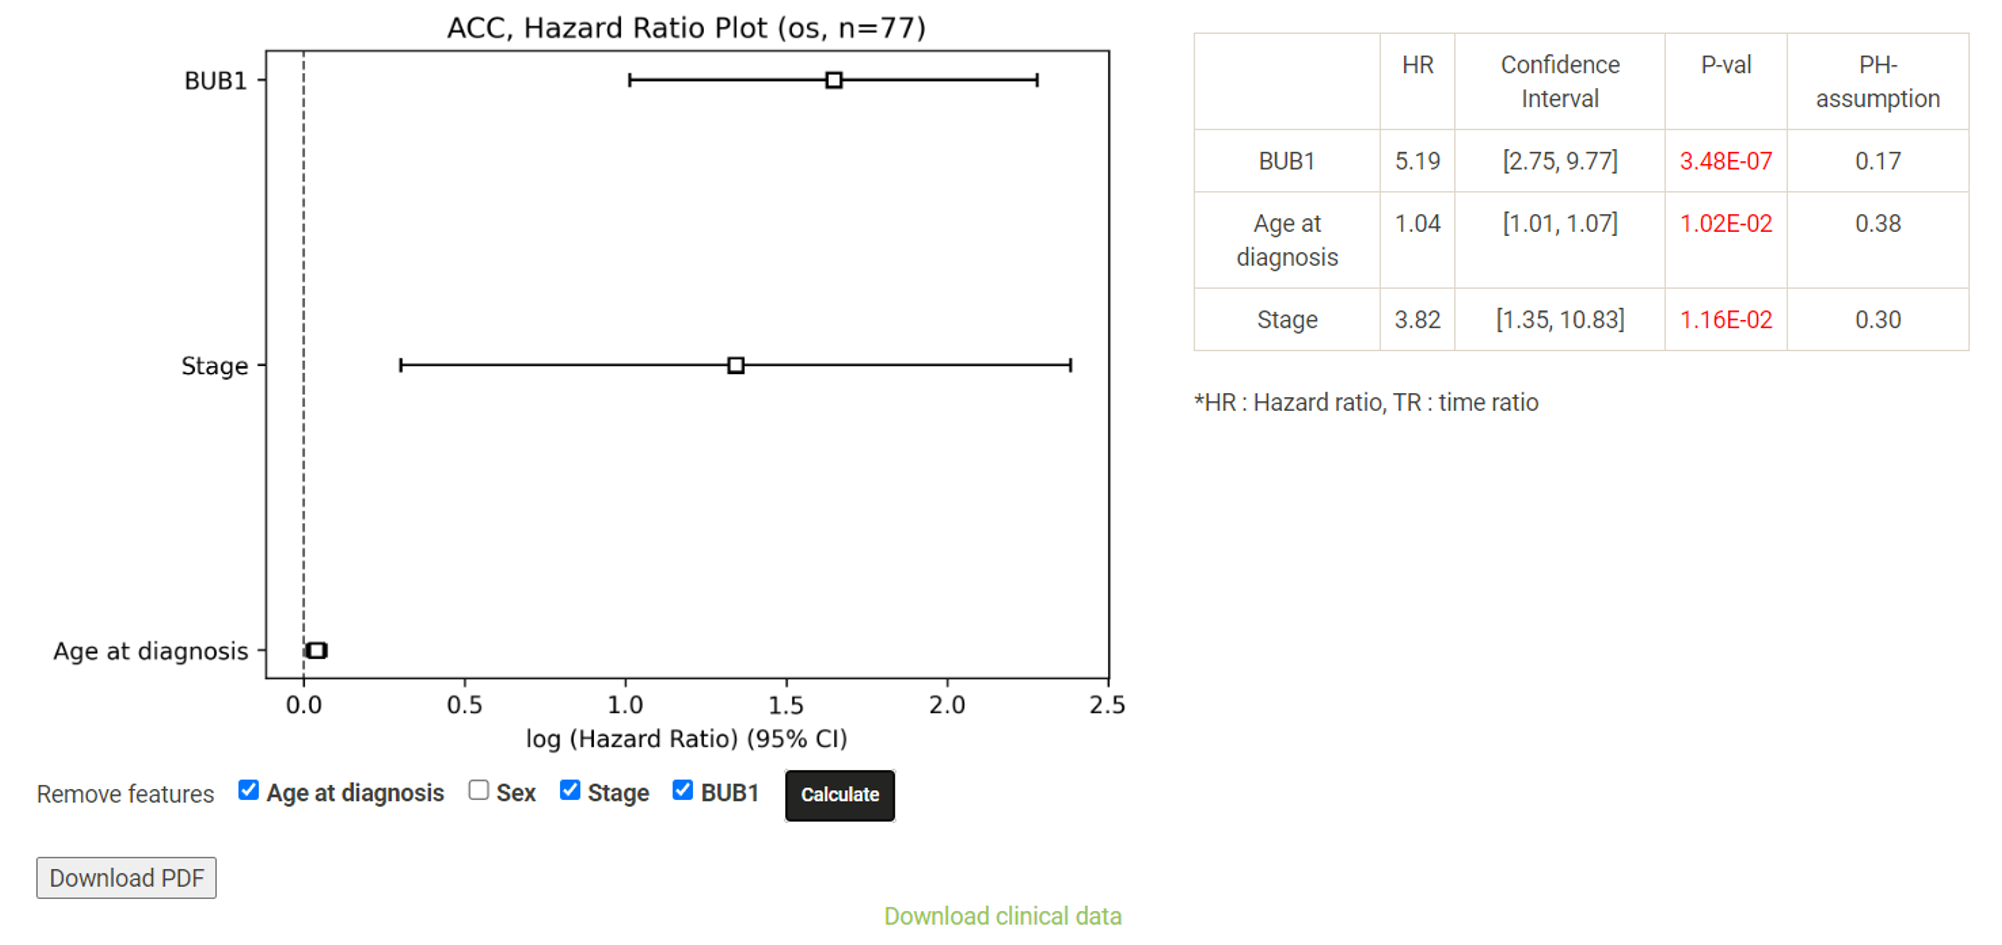 ACC, Hazard Ratio Plot (os, n=77)
BUB1
Stage
Age at diagnosis
0.0 0.5 1.0 1.5 2.0 2.5
log (Hazard Ratio) (95% CI)
HR Confidence Interval P-val PH-assumption
BUB1 5.19 [2.75, 9.77] 3.48E-07 0.17
Age at diagnosis 1.04 [1.01, 1.07] 1.02E-02 0.38
Stage 3.82 [1.35, 10.83] 1.16E-02 0.30
*HR : Hazard ratio, TR : time ratio
Remove features Age at diagnosis Sex Stage BUB1 Calculate
Download PDF
Download clinical data